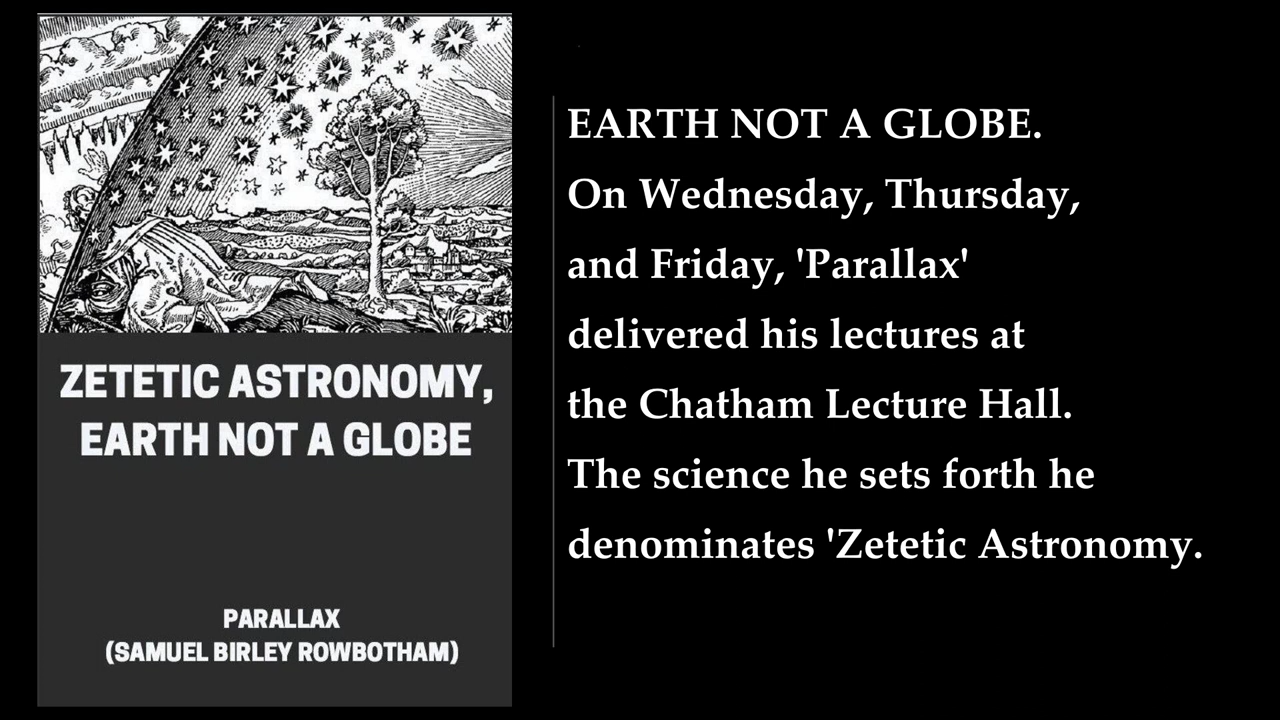 ZETETIC ASTRONOMY,
EARTH NOT A GLOBE
PARALLAX
(SAMUEL BIRLEY ROWBOTHAM)
EARTH NOT A GLOBE.
On Wednesday, Thursday,
and Friday, 'Parallax'
delivered his lectures at
the Chatham Lecture Hall.
The science he sets forth he
denominates 'Zetetic Astronomy.